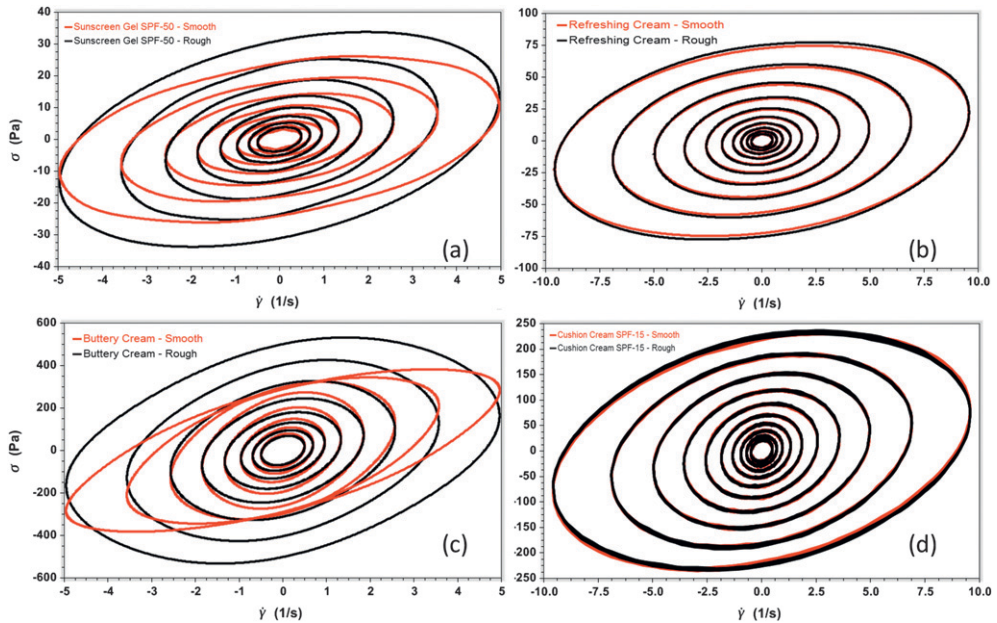 Sunscreen Gel SPF-50 - Smooth
Sunscreen Gel SPF-50 - Rough
40
30
20
10
0
-10
-20
-30
40
σ (Pa)
-5 -4 -3 -2 -1 0 1 2 3 4 5
γ̇ (1/s)
(a)
Refreshing Cream - Smooth
Refreshing Cream - Rough
100
75
50
25
0
-25
-50
-75
-100
-10.0 -7.5 -5.0 -2.5 0.0 2.5 5.0 7.5 10.0
γ̇ (1/s)
(b)
Buttery Cream - Smooth
Buttery Cream - Rough
600
400
200
0
-200
-400
-600
σ (Pa)
-5 -4 -3 -2 -1 0 1 2 3 4 5
γ̇ (1/s)
(c)
Cushion Cream SPF-15 - Smooth
Cushion Cream SPF-15 - Rough
250
200
150
100
50
0
-50
-100
-150
-200
-250
-10.0 -7.5 -5.0 -2.5 0.0 2.5 5.0 7.5 10.0
γ̇ (1/s)
(d)